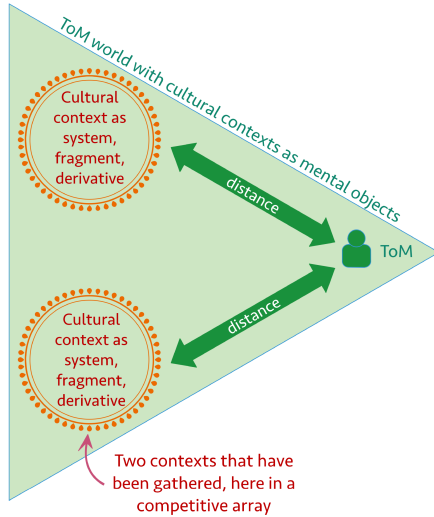 ToM world with cultural contexts as mental objects
Cultural
context as
system,
fragment,
derivative
distance
ToM
distance
Cultural
context as
system,
fragment,
derivative
Two contexts that have
been gathered, here in a
competitive array